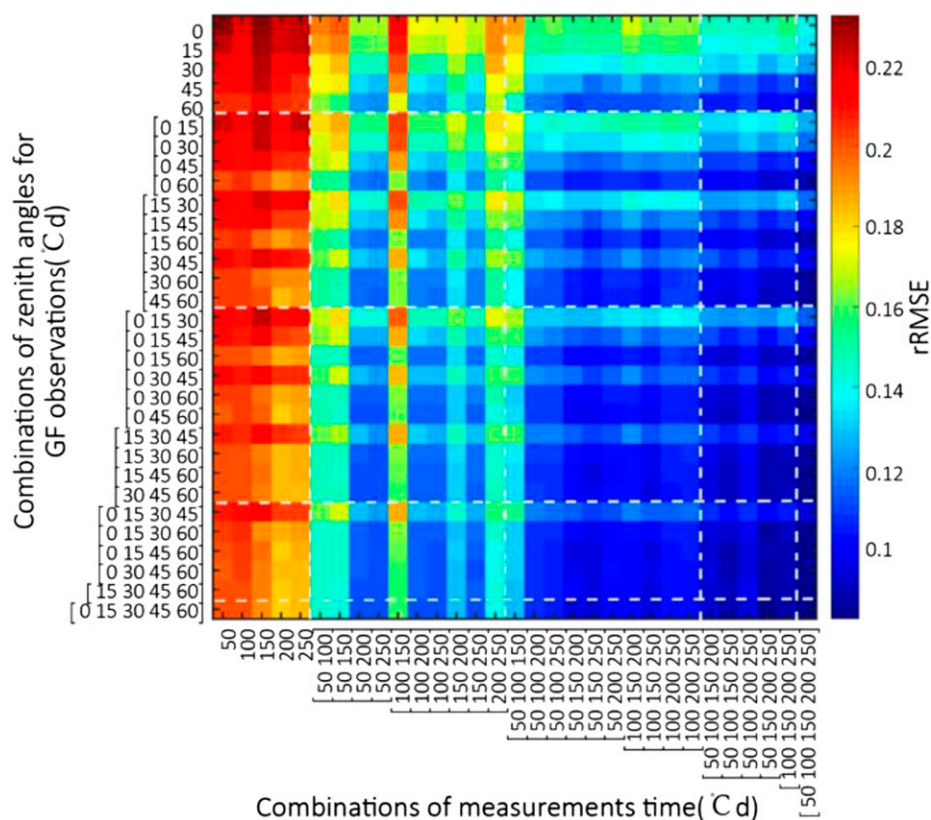 Combinations of zenith angles for
GF observations(℃ d)
0
15
30
45
60
[0 15
0 30
0 45
0 60
[15 30
15 45
15 60
30 45
30 60
45 60
[0 15 30
0 15 45
0 15 60
0 30 45
0 30 60
0 45 60
[15 30 45
15 30 60
15 45 60
30 45 60
[0 15 30 45
0 15 30 60
0 15 45 60
0 30 45 60
[15 30 45 60
[0 15 30 45 60]
50
100
150
200
250
[50 100
50 150
50 200
50 250
[100 150
100 200
100 250
150 200
150 250
200 250
[50 100 150
50 100 200
50 100 250
50 150 200
50 150 250
50 200 250
[100 150 200
100 150 250
100 200 250
150 200 250
[50 100 150 200
50 100 150 250
50 100 200 250
50 150 200 250
[100 150 200 250
[50 100 150 200 250]
Combinations of measurements time(℃ d)
0.22
0.2
0.18
0.16
0.14
0.12
0.1
rRMSE